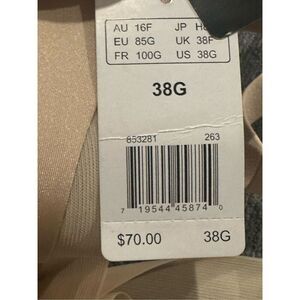 AU 16F JP
EU 85G UK 38F
FR 100G US 38G
38G
853281 263
7 19544 45874 0
$70.00 38G